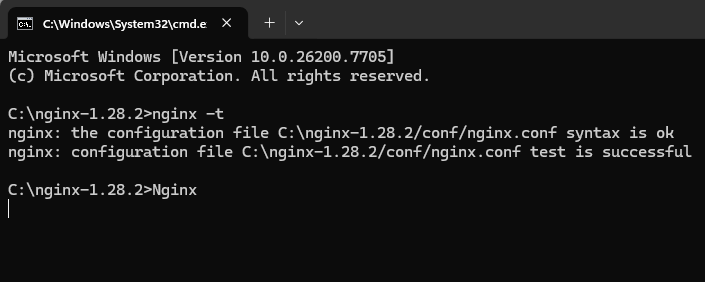 C:\Windows\System32\cmd.e:
Microsoft Windows [Version 10.0.26200.7705]
(c) Microsoft Corporation. All rights reserved.
C:\nginx-1.28.2>nginx -t
nginx: the configuration file C:\nginx-1.28.2/conf/nginx.conf syntax is ok
nginx: configuration file C:\nginx-1.28.2/conf/nginx.conf test is successful
C:\nginx-1.28.2>Nginx